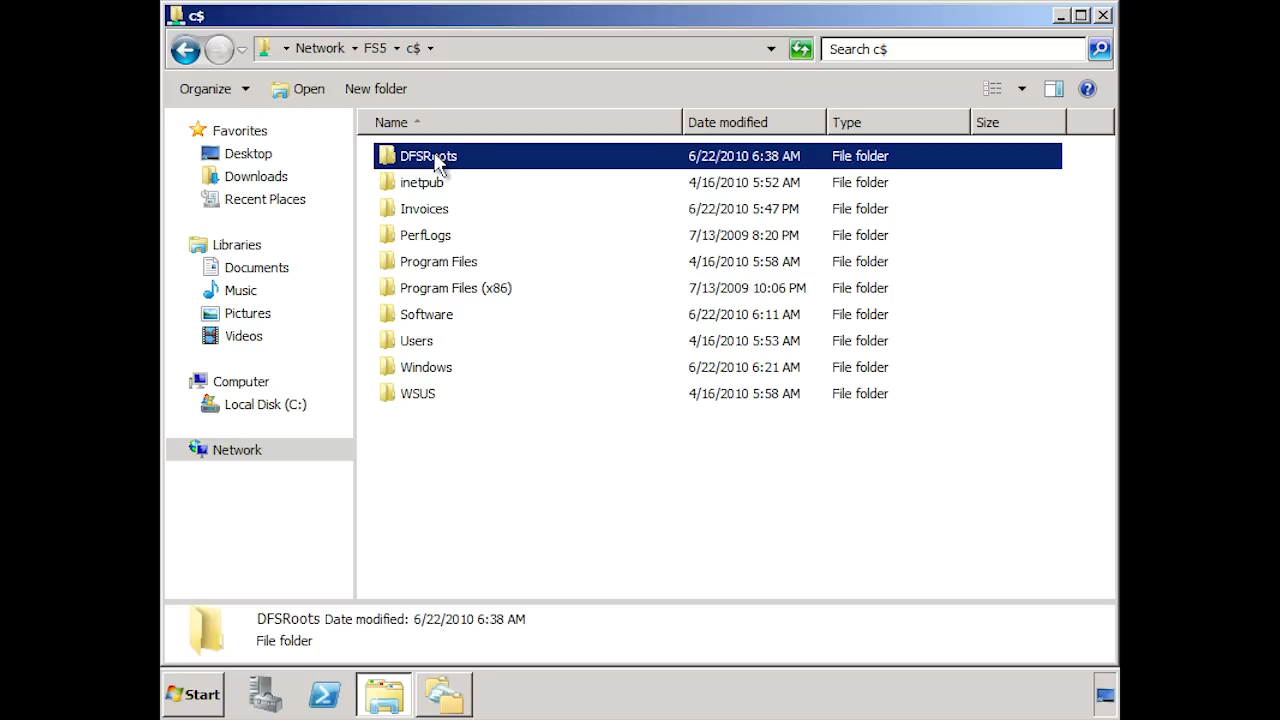 c$
Network FS5 c$
Search c$
Organize Open New folder
Name Date modified Type Size
Favorites
Desktop
Downloads
Recent Places
Libraries
Documents
Music
Pictures
Videos
Computer
Local Disk (C:)
Network
DFSRoots 6/22/2010 6:38 AM File folder
inetpub 4/16/2010 5:52 AM File folder
Invoices 6/22/2010 5:47 PM File folder
PerfLogs 7/13/2009 8:20 PM File folder
Program Files 4/16/2010 5:58 AM File folder
Program Files (x86) 7/13/2009 10:06 PM File folder
Software 6/22/2010 6:11 AM File folder
Users 4/16/2010 5:53 AM File folder
Windows 6/22/2010 6:21 AM File folder
WSUS 4/16/2010 5:58 AM File folder
DFSRoots Date modified: 6/22/2010 6:38 AM
File folder
Start